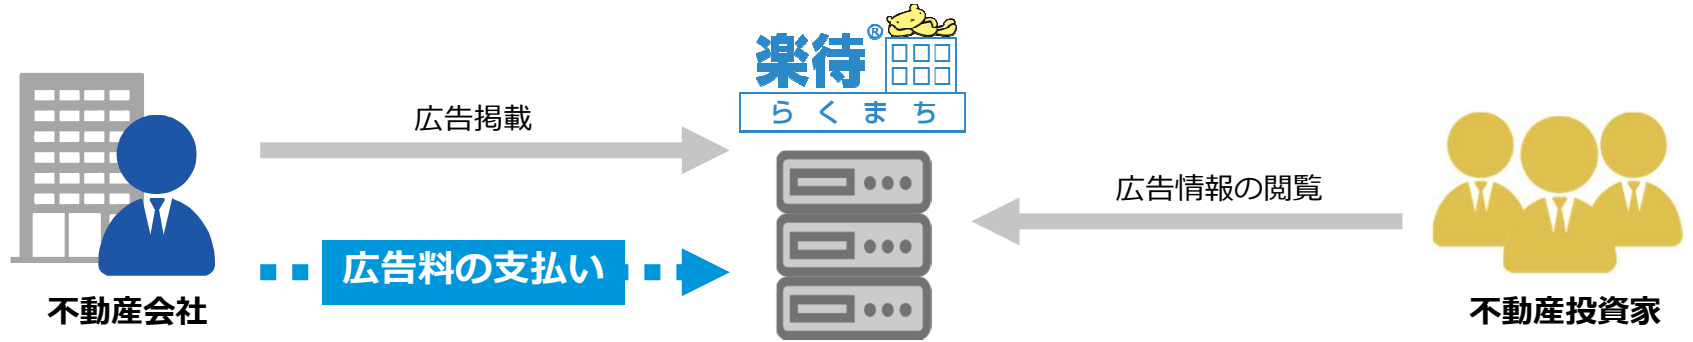 楽待®
らくまち
広告掲載
広告情報の閲覧
広告料の支払い
不動産会社
不動産投資家